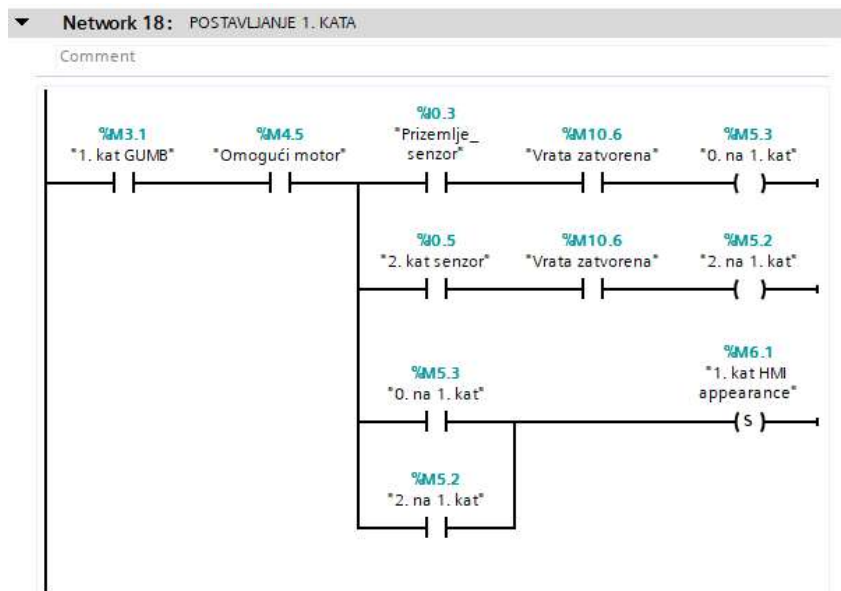 Network 18: POSTAVLJANJE 1. KATA
Comment
%M3.1
"1. kat GUMB"
%M4.5
"Omogući motor"
%I0.3
"Prizemlje_
senzor"
%M10.6
"Vrata zatvorena"
%M5.3
"0. na 1. kat"
%I0.5
"2. kat senzor"
%M10.6
"Vrata zatvorena"
%M5.2
"2. na 1. kat"
%M5.3
"0. na 1. kat"
%M6.1
"1. kat HMI
appearance"
S
%M5.2
"2. na 1. kat"